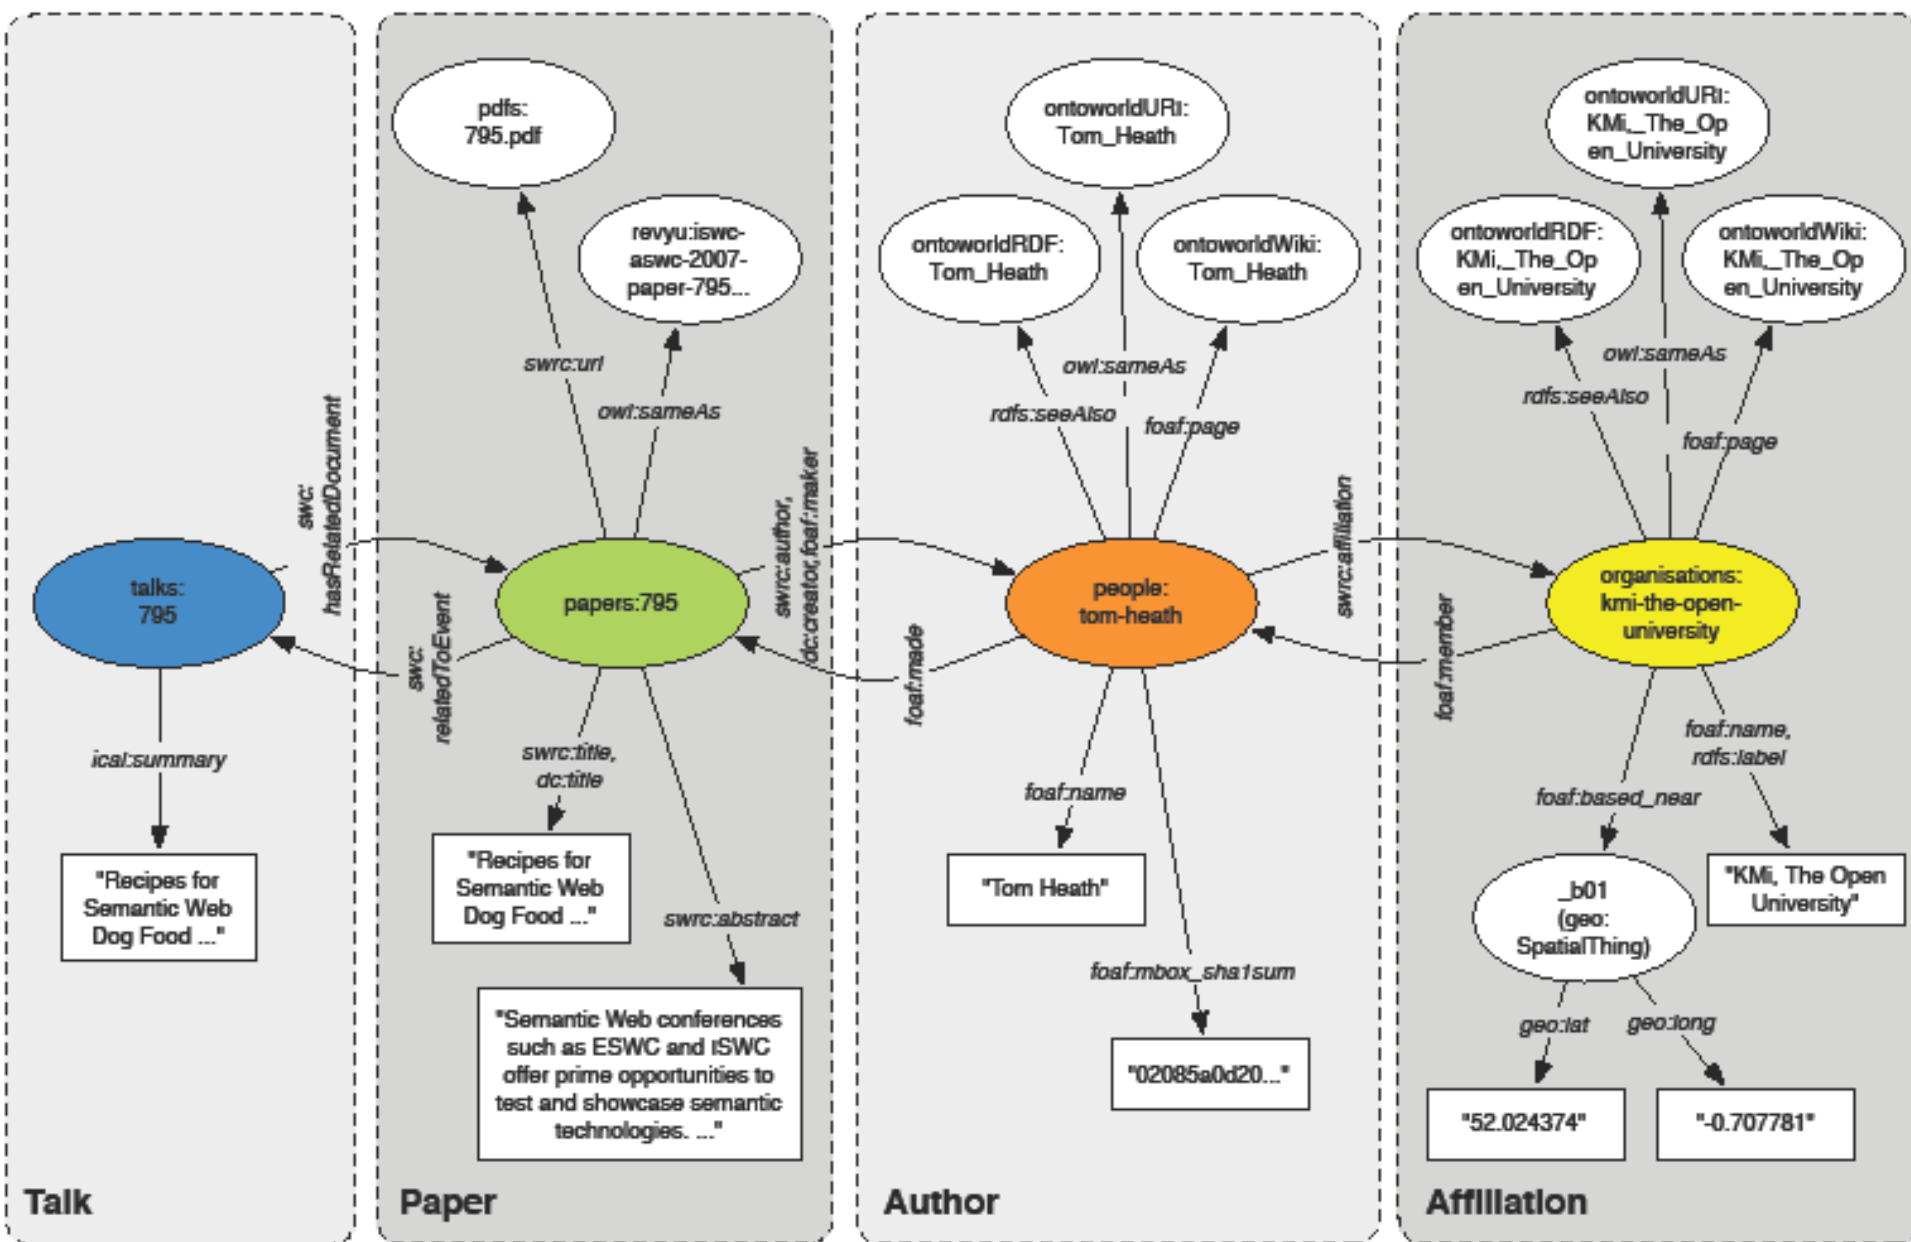 pdfs:
795.pdf
revyu:iswc-
aswc-2007-
paper-795...
swrc:url
owl:sameAs
swc:
hasRelatedDocument
talks:
795
papers:795
swc:
relatedToEvent
ical:summary
"Recipes for
Semantic Web
Dog Food ..."
Talk
swrc:title,
dc:title
"Recipes for
Semantic Web
Dog Food ..."
swrc:abstract
"Semantic Web conferences
such as ESWC and ISWC
offer prime opportunities to
test and showcase semantic
technologies. ..."
Paper
swrc:author,
dc:creator,foaf:maker
foaf:made
ontoworldURI:
Tom_Heath
ontoworldRDF:
Tom_Heath
ontoworldWiki:
Tom_Heath
owl:sameAs
rdfs:seeAlso
foaf:page
people:
tom-heath
foaf:name
"Tom Heath"
foaf:mbox_sha1sum
"02085a0d20..."
Author
swrc:affiliation
foaf:member
ontoworldURI:
KMi,_The_Op
en_University
ontoworldRDF:
KMi,_The_Op
en_University
ontoworldWiki:
KMi,_The_Op
en_University
owl:sameAs
rdfs:seeAlso
foaf:page
organisations:
kmi-the-open-
university
foaf:name,
rdfs:label
foaf:based_near
_b01
(geo:
SpatialThing)
"KMi, The Open
University"
geo:lat
geo:long
"52.024374"
"-0.707781"
Affiliation